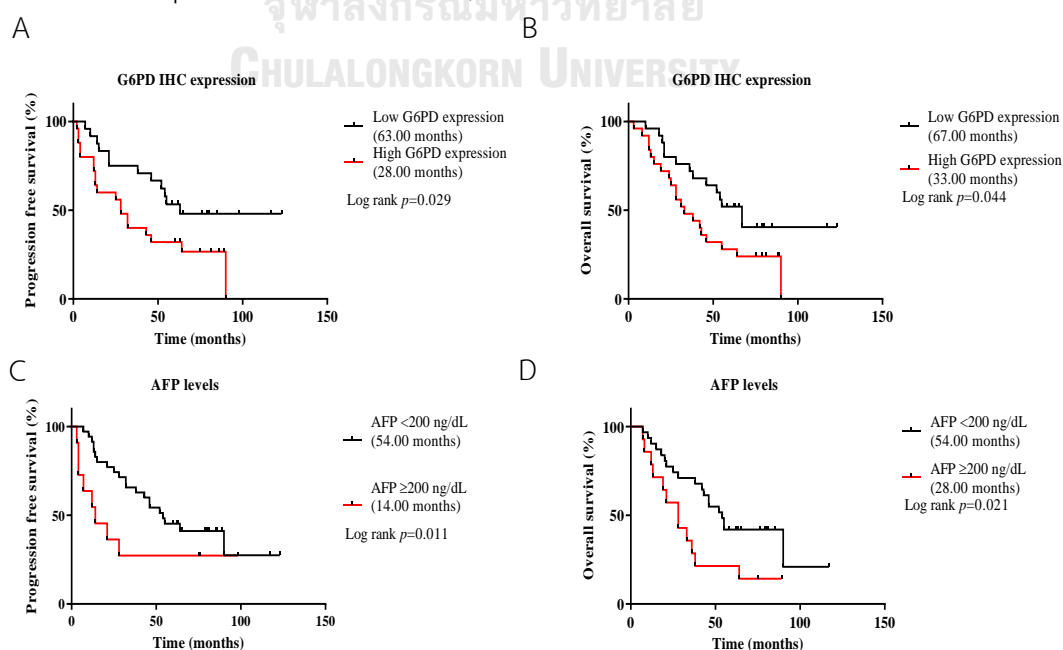 จุฬาลงกรณ์มหาวิทยาลัย
CHULALONGKORN UNIVERSITY
A
G6PD IHC expression
Progression free survival (%)
100
50
0
0 50 100 150
Time (months)
Low G6PD expression
(63.00 months)
High G6PD expression
(28.00 months)
Log rank p=0.029
B
G6PD IHC expression
Overall survival (%)
100
50
0
0 50 100 150
Time (months)
Low G6PD expression
(67.00 months)
High G6PD expression
(33.00 months)
Log rank p=0.044
C
AFP levels
Progression free survival (%)
100
50
0
0 50 100 150
Time (months)
AFP <200 ng/dL
(54.00 months)
AFP ≥200 ng/dL
(14.00 months)
Log rank p=0.011
D
AFP levels
Overall survival (%)
100
50
0
0 50 100 150
Time (months)
AFP <200 ng/dL
(54.00 months)
AFP ≥200 ng/dL
(28.00 months)
Log rank p=0.021